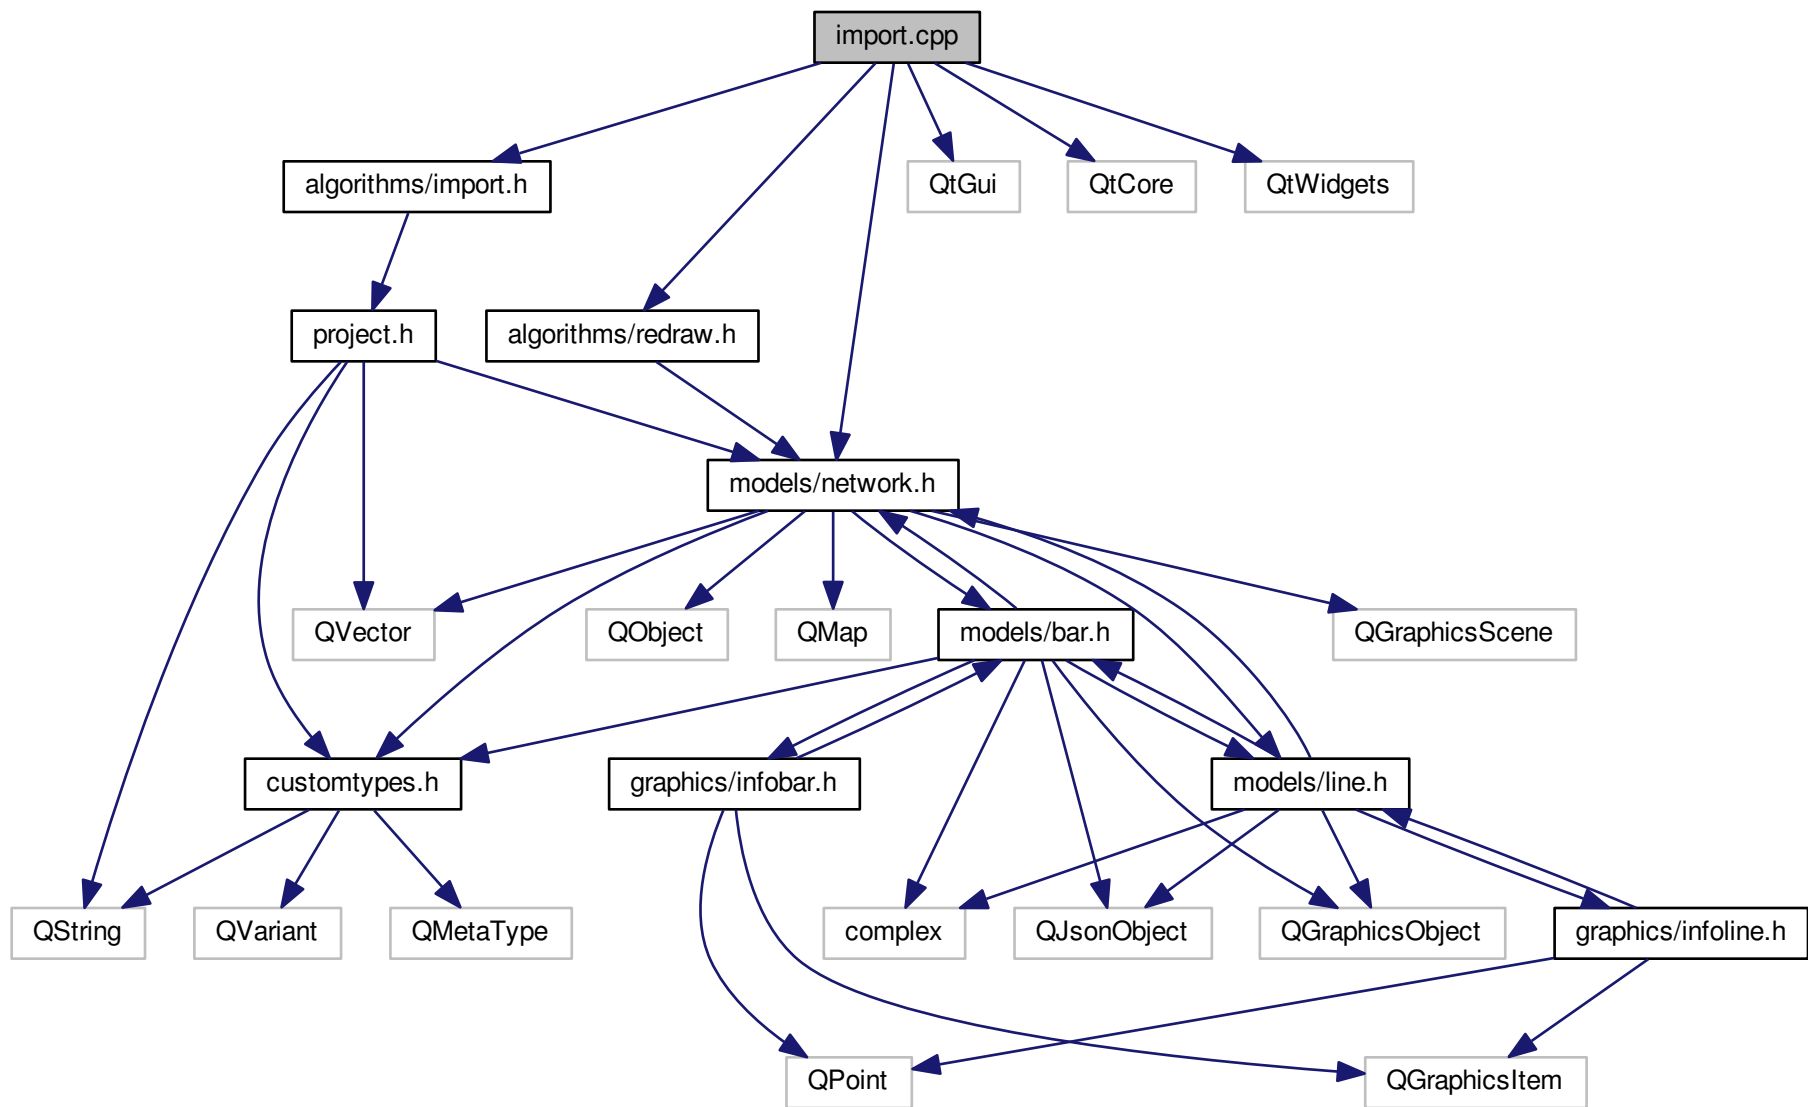 import.cpp
algorithms/import.h
QtGui
QtCore
QtWidgets
project.h
algorithms/redraw.h
models/network.h
QVector
QObject
QMap
models/bar.h
QGraphicsScene
customtypes.h
graphics/infobar.h
models/line.h
QString
QVariant
QMetaType
complex
QJsonObject
QGraphicsObject
graphics/infoline.h
QPoint
QGraphicsItem